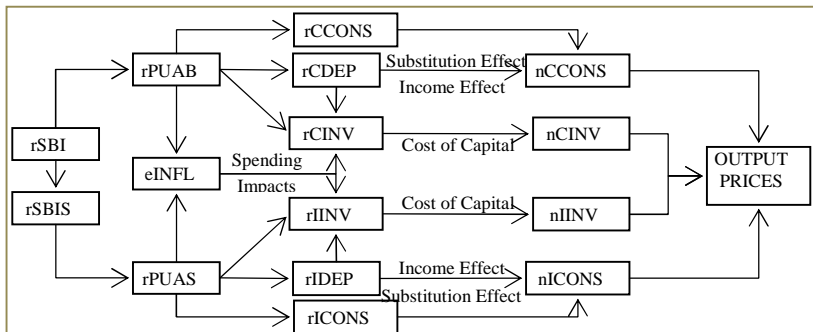 rCCONS
rPUAB
rCDEP
Substitution Effect
Income Effect
nCCONS
rSBI
rCINV
Cost of Capital
nCINV
eINFL
Spending
Impacts
OUTPUT
PRICES
rSBIS
rIINV
Cost of Capital
nIINV
rPUAS
rIDEP
Income Effect
Substitution Effect
nICONS
rICONS